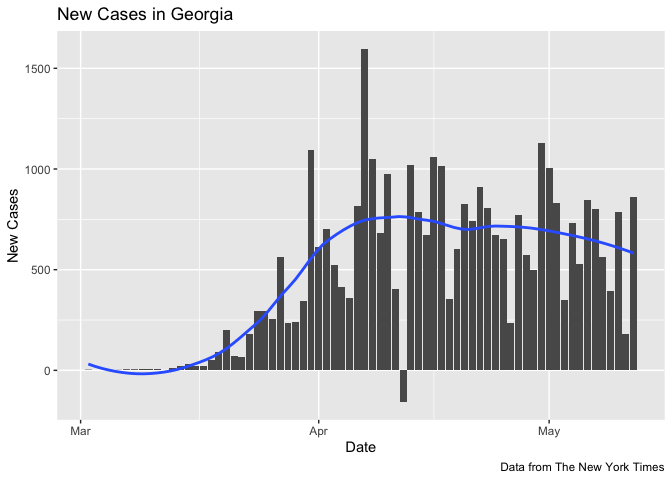 New Cases in Georgia
New Cases
1500
1000
500
0
Mar
Apr
May
Date
Data from The New York Times